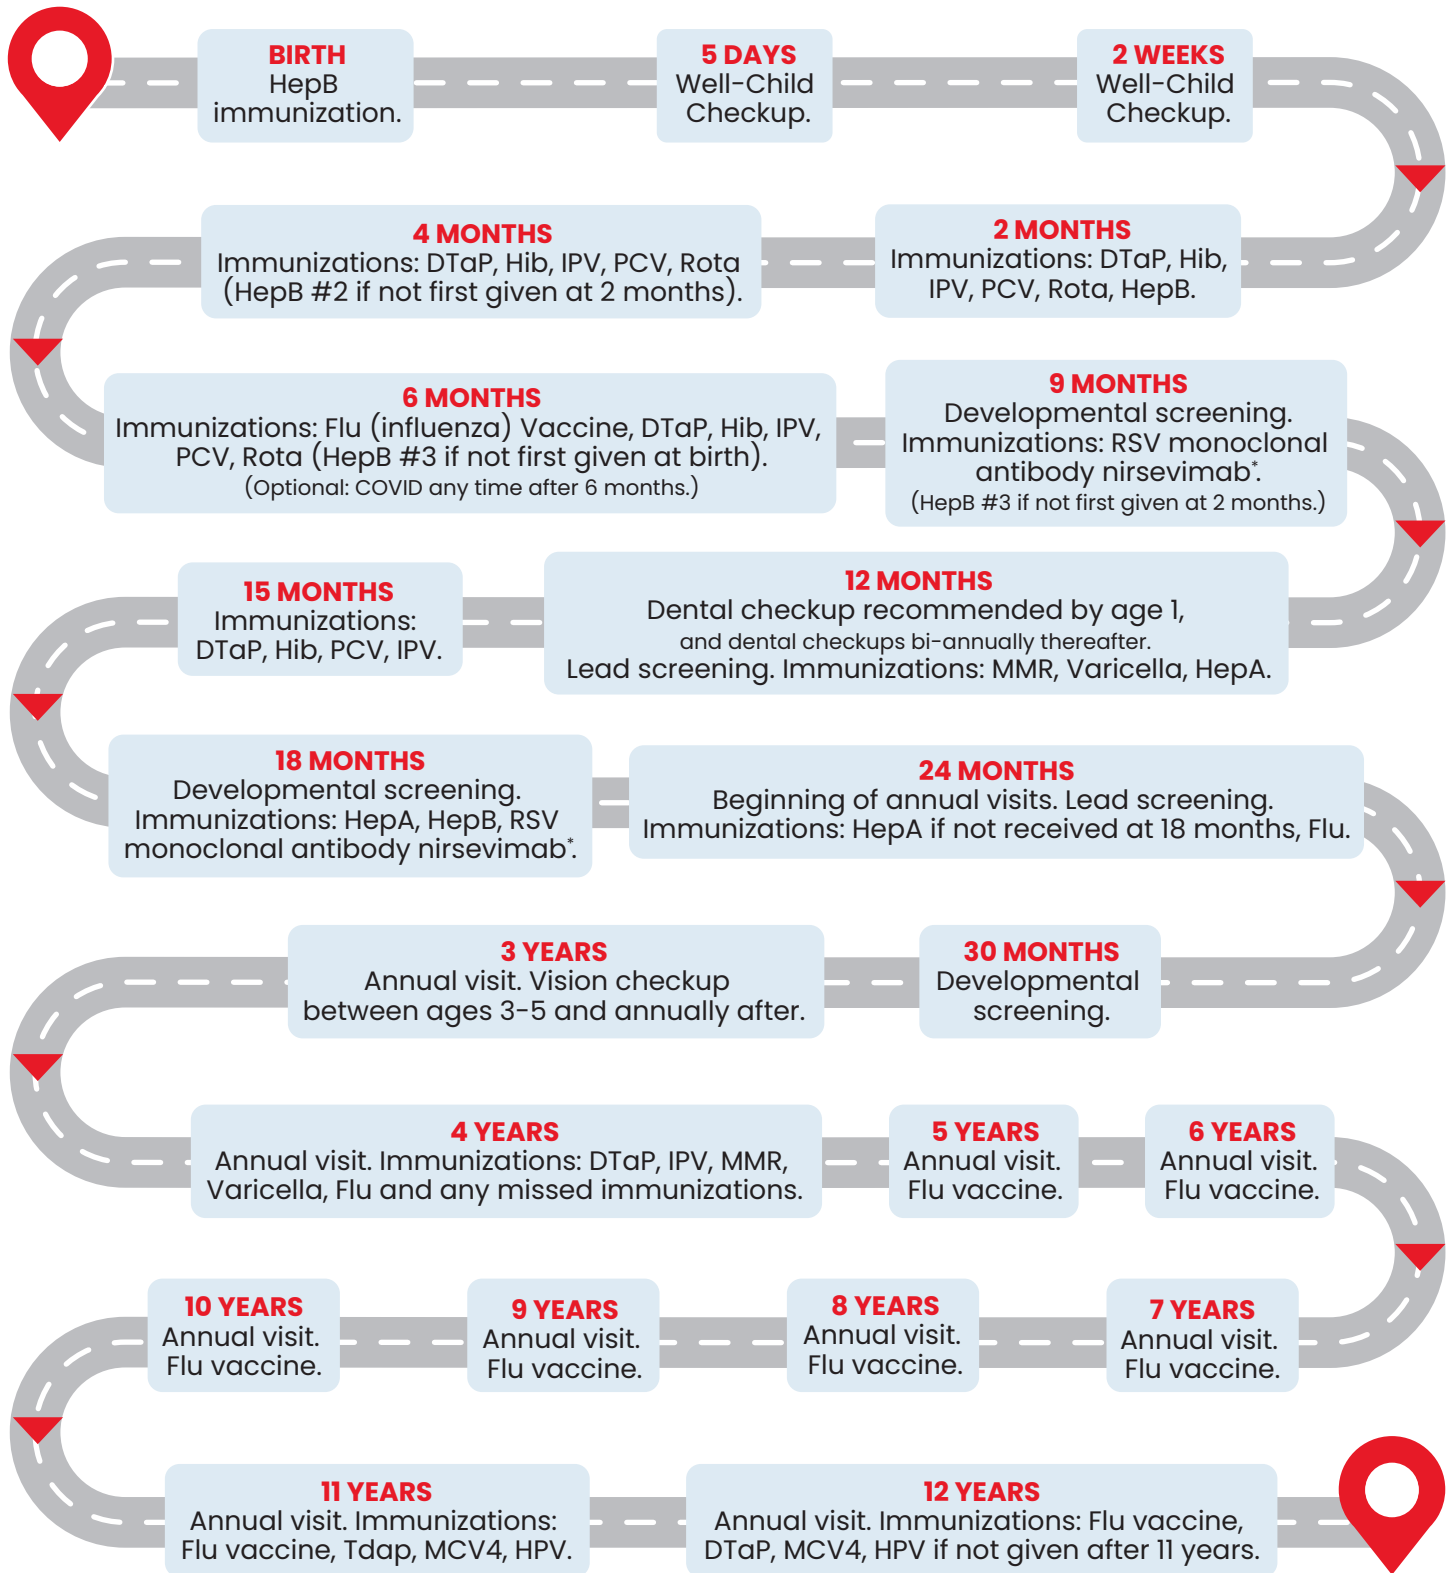 BIRTH
HepB
immunization.
5 DAYS
Well-Child
Checkup.
2 WEEKS
Well-Child
Checkup.
2 MONTHS
Immunizations: DTaP, Hib,
IPV, PCV, Rota, HepB.
4 MONTHS
Immunizations: DTaP, Hib, IPV, PCV, Rota
(HepB #2 if not first given at 2 months).
6 MONTHS
Immunizations: Flu (influenza) Vaccine, DTaP, Hib, IPV,
PCV, Rota (HepB #3 if not first given at birth).
(Optional: COVID any time after 6 months.)
9 MONTHS
Developmental screening.
Immunizations: RSV monoclonal
antibody nirsevimab*.
(HepB #3 if not first given at 2 months.)
12 MONTHS
Dental checkup recommended by age 1,
and dental checkups bi-annually thereafter.
Lead screening. Immunizations: MMR, Varicella, HepA.
15 MONTHS
Immunizations:
DTaP, Hib, PCV, IPV.
18 MONTHS
Developmental screening.
Immunizations: HepA, HepB, RSV
monoclonal antibody nirsevimab*.
24 MONTHS
Beginning of annual visits. Lead screening.
Immunizations: HepA if not received at 18 months, Flu.
30 MONTHS
Developmental
screening.
3 YEARS
Annual visit. Vision checkup
between ages 3-5 and annually after.
4 YEARS
Annual visit. Immunizations: DTaP, IPV, MMR,
Varicella, Flu and any missed immunizations.
5 YEARS
Annual visit.
Flu vaccine.
6 YEARS
Annual visit.
Flu vaccine.
7 YEARS
Annual visit.
Flu vaccine.
8 YEARS
Annual visit.
Flu vaccine.
9 YEARS
Annual visit.
Flu vaccine.
10 YEARS
Annual visit.
Flu vaccine.
11 YEARS
Annual visit. Immunizations:
Flu vaccine, Tdap, MCV4, HPV.
12 YEARS
Annual visit. Immunizations: Flu vaccine,
DTaP, MCV4, HPV if not given after 11 years.